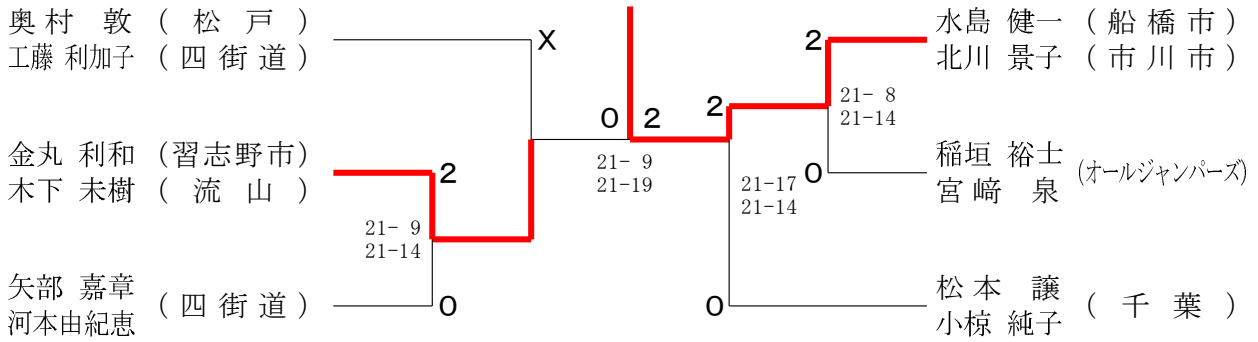 奥村 敦 (松戸)
工藤 利加子 (四街道)
X
金丸 利和 (習志野市)
木下 未樹 (流山)
2
21- 9
21-14
矢部 嘉章
河本由紀恵
(四街道)
0
0 2
21- 9
21-19
水島 健一 (船橋市)
北川 景子 (市川市)
2
21- 8
21-14
稲垣 裕士
宮﨑 泉
(オールジャンパーズ)
0
2
21-17
21-14
松本 譲
小椋 純子
(千葉)
0